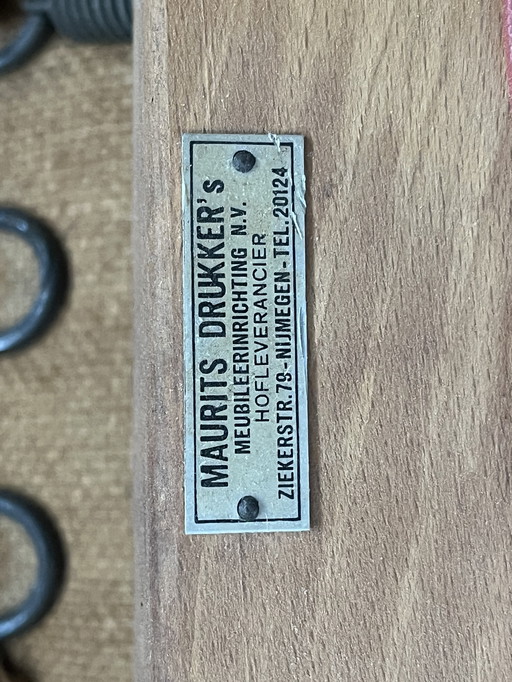 MAURITS DRUKKER's
MEUBILEERINRICHTING N.V.
HOFLEVERANCIER
ZIEKERSTR. 79 - NIJMEGEN - TEL. 20124